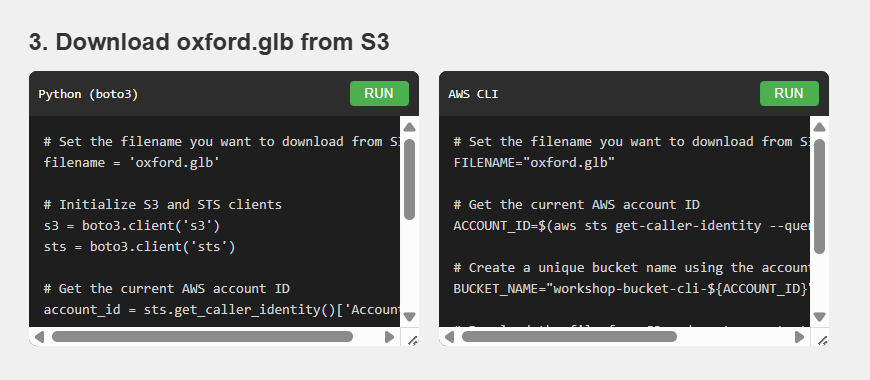 3. Download oxford.glb from S3
Python (boto3)
RUN
# Set the filename you want to download from S3
filename = 'oxford.glb'
# Initialize S3 and STS clients
s3 = boto3.client('s3')
sts = boto3.client('sts')
# Get the current AWS account ID
account_id = sts.get_caller_identity()['Accoun
AWS CLI
RUN
# Set the filename you want to download from S3
FILENAME="oxford.glb"
# Get the current AWS account ID
ACCOUNT_ID=$(aws sts get-caller-identity --quer
# Create a unique bucket name using the account
BUCKET_NAME="workshop-bucket-cli-${ACCOUNT_ID}"